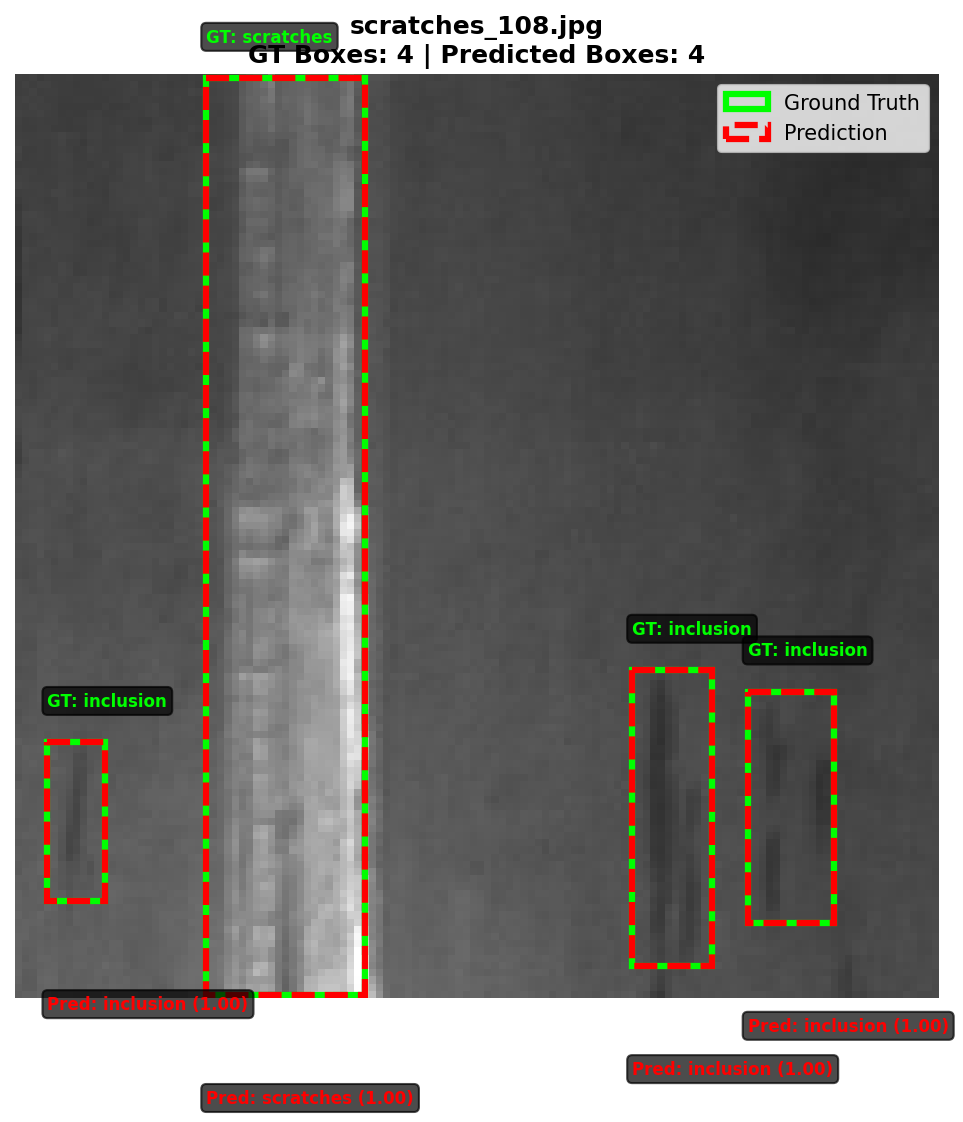 scratches_108.jpg
GT Boxes: 4 | Predicted Boxes: 4
GT: scratches
Ground Truth
Prediction
GT: inclusion
GT: inclusion
GT: inclusion
Pred: inclusion (1.00)
Pred: inclusion (1.00)
Pred: inclusion (1.00)
Pred: scratches (1.00)